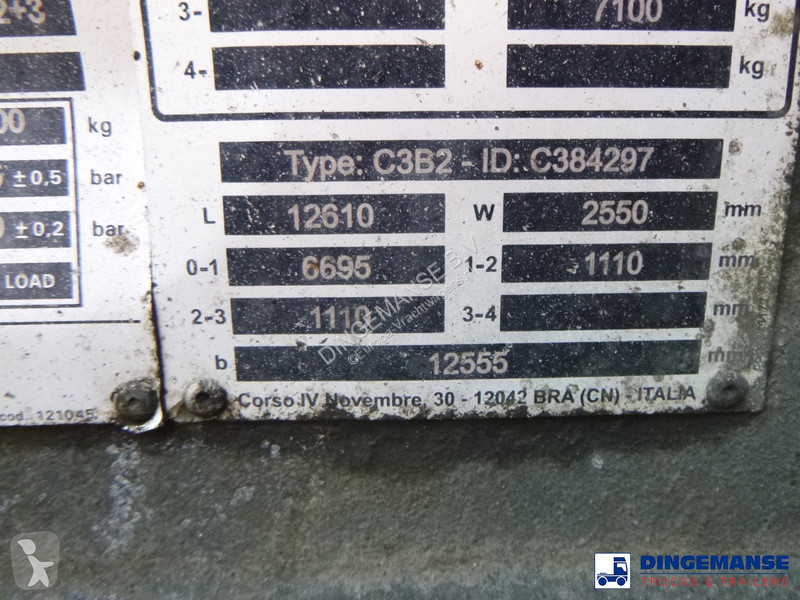 2+3
00 kg
± 0,5 bar
± 0,2 bar
LOAD
cod. 121045
3- 7100 kg
4- kg
Type: C3B2 - ID: C384297
L 12610 W 2550 mm
0-1 6695 1-2 1110 mm
2-3 1110 3-4 mm
b 12555 m
Corso IV Novembre, 30 - 12042 BRA (CN) - ITALIA
DINGEMANSE B.V.
DINGEMANSE
TRUCKS & TRAILERS